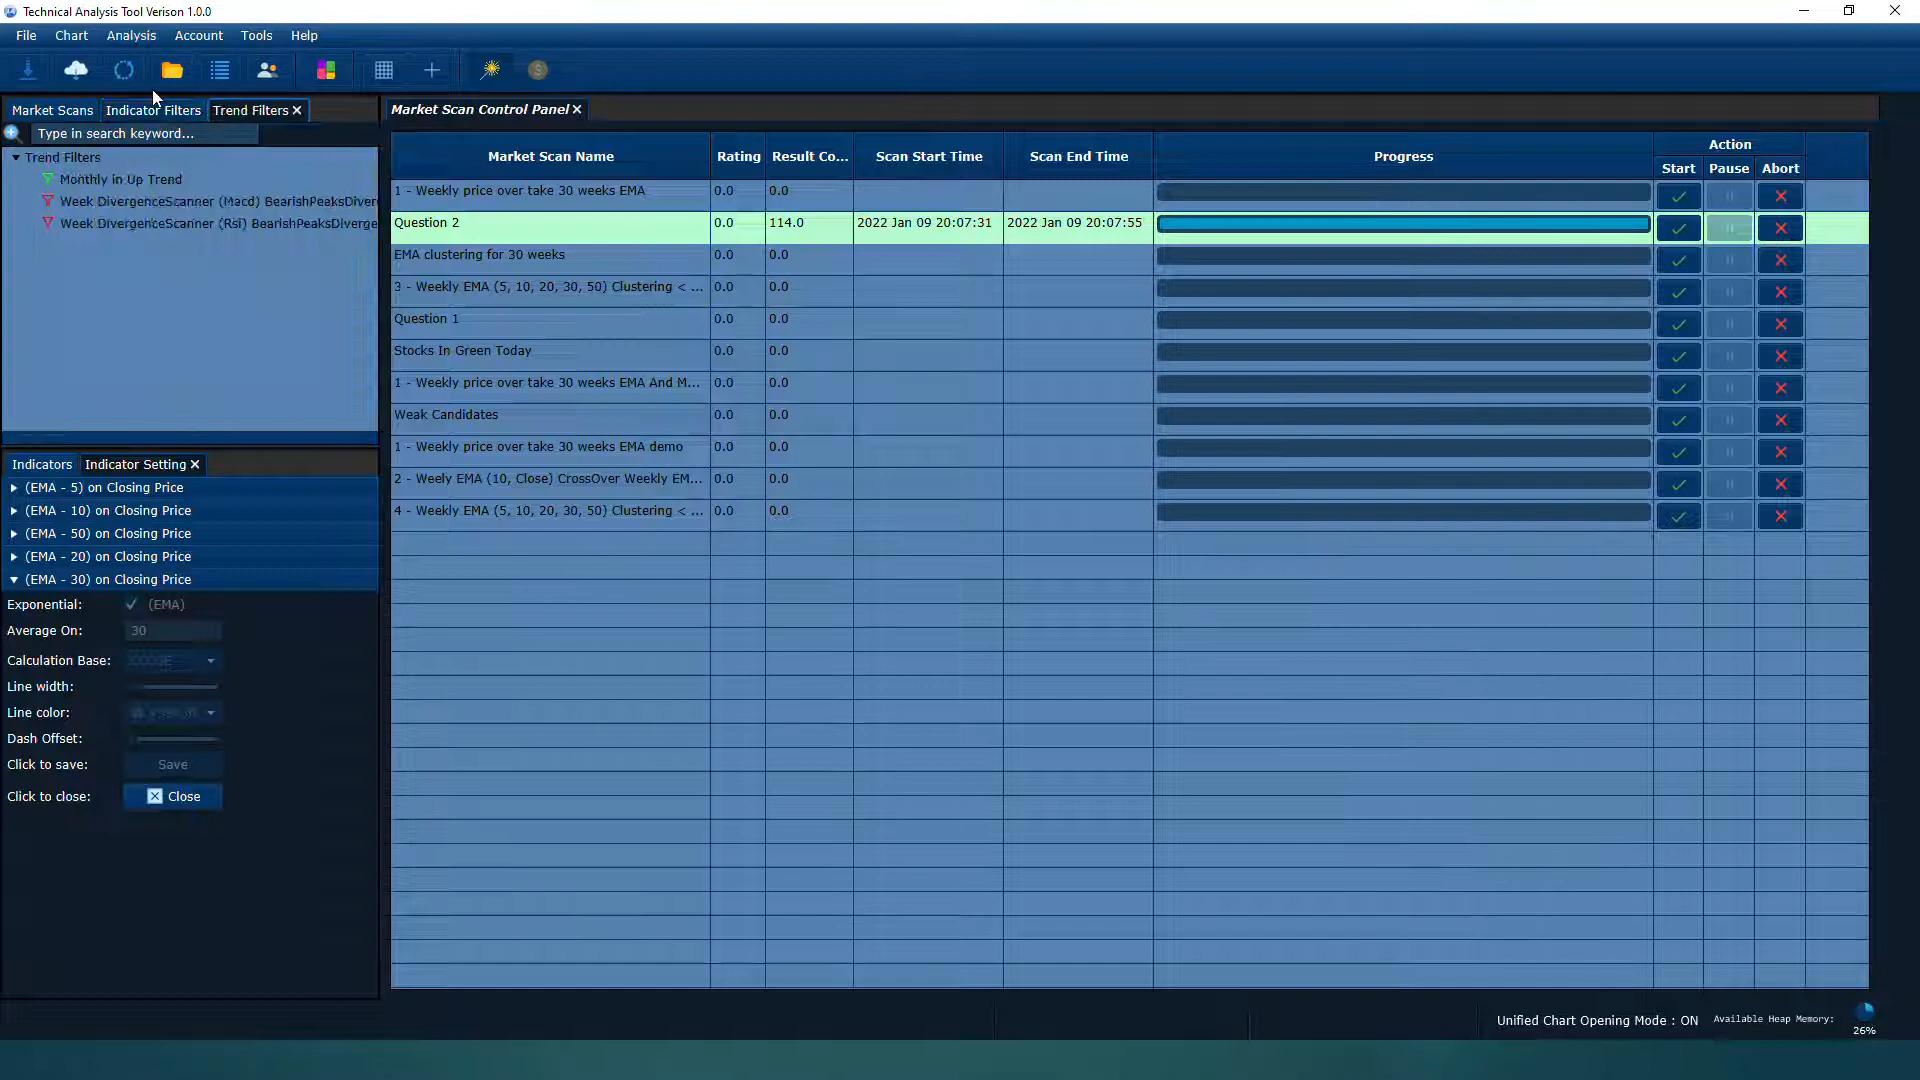 Technical Analysis Tool Verison 1.0.0
File Chart Analysis Account Tools Help
Market Scans Indicator Filters Trend Filters
Type in search keyword...
Trend Filters
Monthly in Up Trend
Week DivergenceScanner (Macd) BearishPeaksDiver
Week DivergenceScanner (Rsi) BearishPeaksDiverge
Indicators Indicator Setting
(EMA - 5) on Closing Price
(EMA - 10) on Closing Price
(EMA - 50) on Closing Price
(EMA - 20) on Closing Price
(EMA - 30) on Closing Price
Exponential: (EMA)
Average On: 30
Calculation Base:
Line width:
Line color:
Dash Offset:
Click to save: Save
Click to close: Close
Market Scan Control Panel
Market Scan Name Rating Result Co... Scan Start Time Scan End Time Progress Action
Start Pause Abort
1 - Weekly price over take 30 weeks EMA 0.0 0.0
Question 2 0.0 114.0 2022 Jan 09 20:07:31 2022 Jan 09 20:07:55
EMA clustering for 30 weeks 0.0 0.0
3 - Weekly EMA (5, 10, 20, 30, 50) Clustering < ... 0.0 0.0
Question 1 0.0 0.0
Stocks In Green Today 0.0 0.0
1 - Weekly price over take 30 weeks EMA And M... 0.0 0.0
Weak Candidates 0.0 0.0
1 - Weekly price over take 30 weeks EMA demo 0.0 0.0
2 - Weely EMA (10, Close) CrossOver Weekly EM... 0.0 0.0
4 - Weekly EMA (5, 10, 20, 30, 50) Clustering < ... 0.0 0.0
Unified Chart Opening Mode : ON Available Heap Memory:
26%